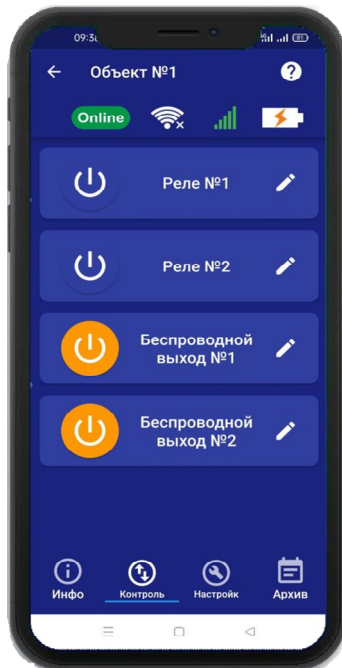 Объект №1
?
Online
Реле №1
Реле №2
Беспроводной
выход №1
Беспроводной
выход №2
Инфо
Контроль
Настройк
Архив